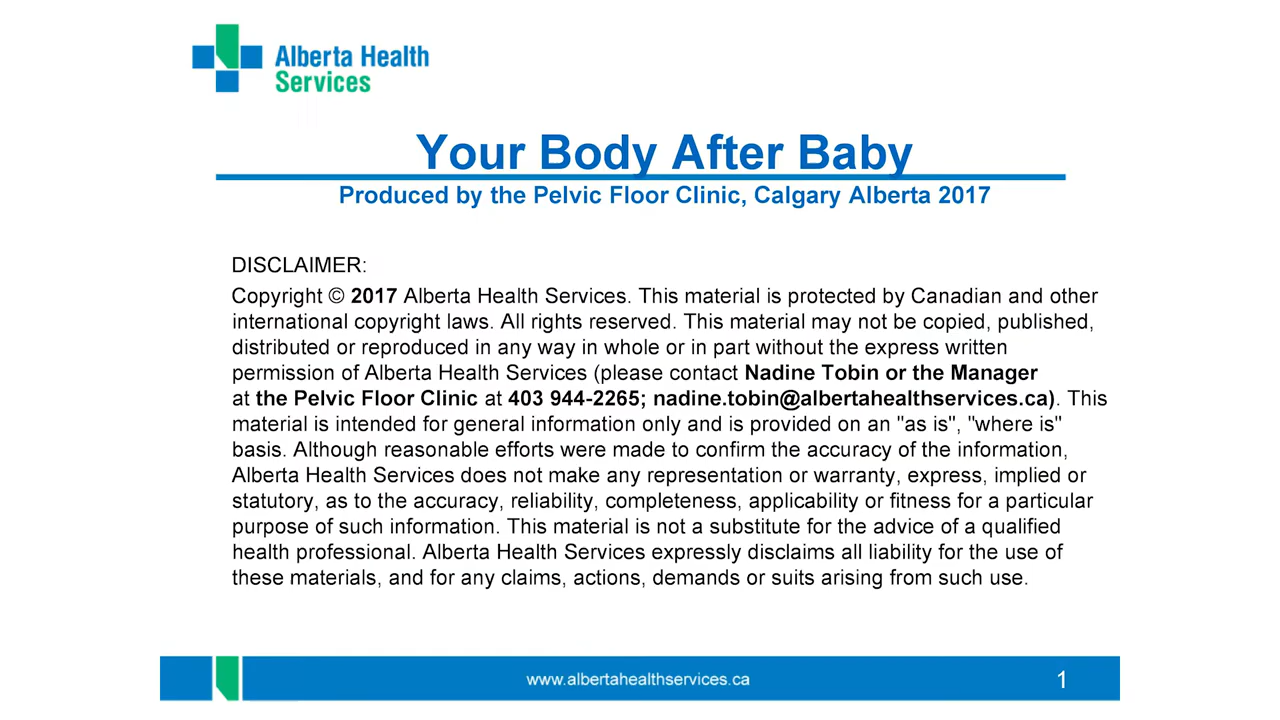 Alberta Health
Services
Your Body After Baby
Produced by the Pelvic Floor Clinic, Calgary Alberta 2017
DISCLAIMER:
Copyright © 2017 Alberta Health Services. This material is protected by Canadian and other
international copyright laws. All rights reserved. This material may not be copied, published,
distributed or reproduced in any way in whole or in part without the express written
permission of Alberta Health Services (please contact Nadine Tobin or the Manager
at the Pelvic Floor Clinic at 403 944-2265; nadine.tobin@albertahealthservices.ca). This
material is intended for general information only and is provided on an "as is", "where is"
basis. Although reasonable efforts were made to confirm the accuracy of the information,
Alberta Health Services does not make any representation or warranty, express, implied or
statutory, as to the accuracy, reliability, completeness, applicability or fitness for a particular
purpose of such information. This material is not a substitute for the advice of a qualified
health professional. Alberta Health Services expressly disclaims all liability for the use of
these materials, and for any claims, actions, demands or suits arising from such use.
www.albertahealthservices.ca
1